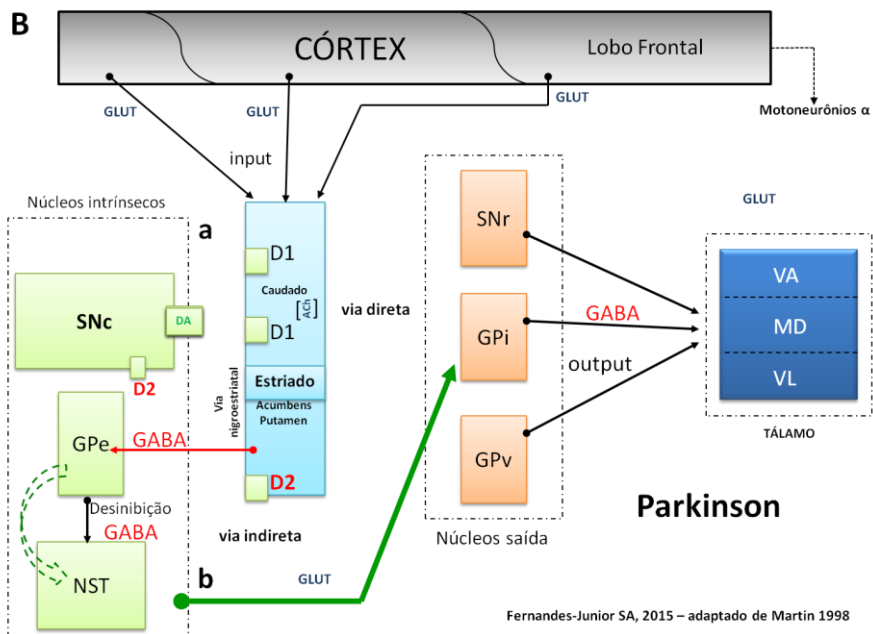 B
CÓRTEX
Lobo Frontal
GLUT
GLUT
GLUT
Motoneurônios α
input
Núcleos intrínsecos
a
SNc
DA
D2
GPe
GABA
Desinibição
GABA
NST
D1
Caudado
[ACh]
D1
Estriado
Acumbens
Putamen
D2
Via
nigroestriatal
via direta
via indireta
b
GLUT
SNr
GPi
GPv
Núcleos saída
GABA
output
GLUT
VA
MD
VL
TÁLAMO
Parkinson
Fernandes-Junior SA, 2015 – adaptado de Martin 1998